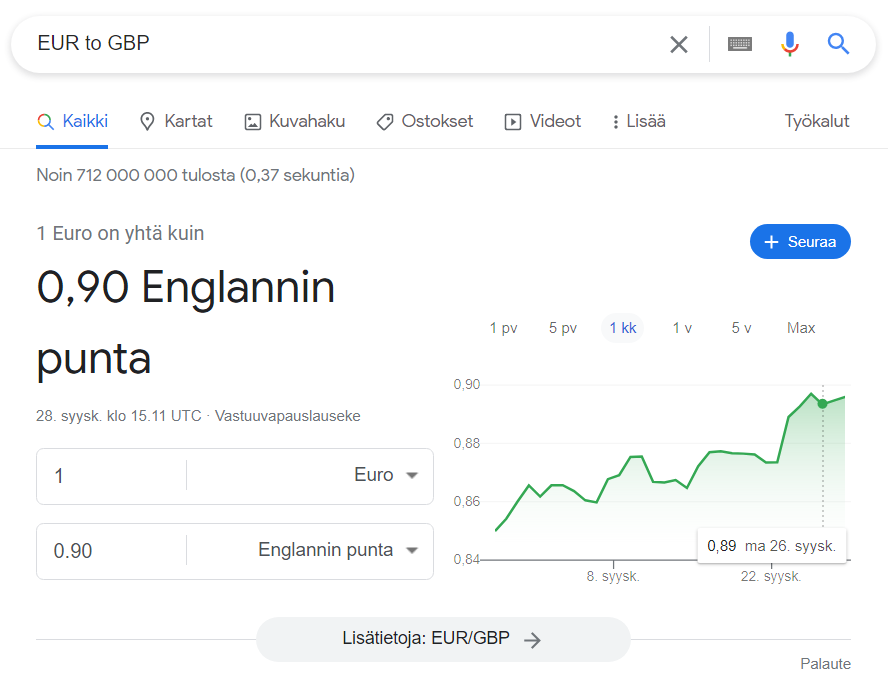 EUR to GBP
Kaikki Kartat Kuvahaku Ostokset Videot Lisää Työkalut
Noin 712 000 000 tulosta (0,37 sekuntia)
1 Euro on yhtä kuin
Seuraa
0,90 Englannin
punta
28. syysk. klo 15.11 UTC · Vastuuvapauslauseke
1 Euro
0.90 Englannin punta
1 pv 5 pv 1 kk 1 v 5 v Max
0,90
0,88
0,86
0,84
0,89 ma 26. syysk.
8. syysk. 22. syysk.
Lisätietoja: EUR/GBP
Palaute